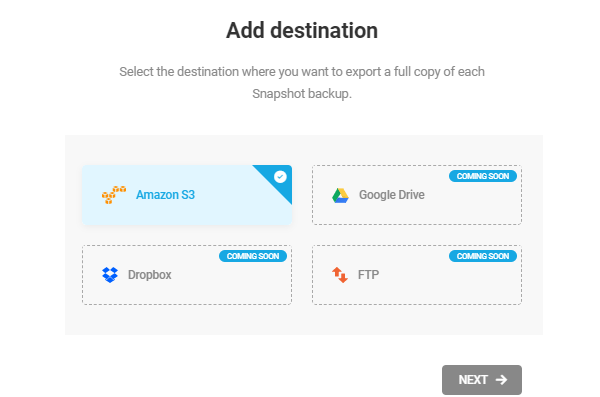 Add destination
Select the destination where you want to export a full copy of each
Snapshot backup.
Amazon S3
COMING SOON
Google Drive
COMING SOON
Dropbox
COMING SOON
FTP
NEXT